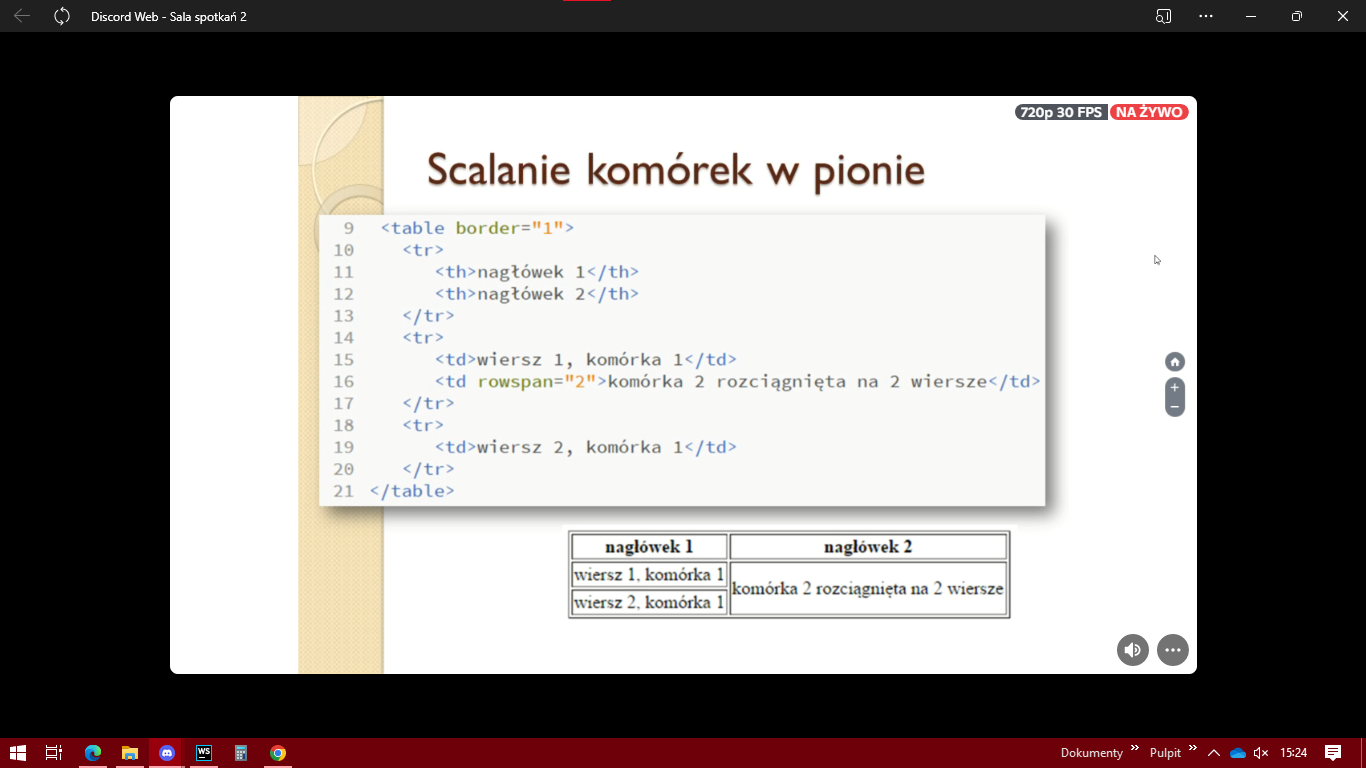 Discord Web - Sala spotkań 2
720p 30 FPS NA ŻYWO
Scalanie komórek w pionie
9 <table border="1">
10 <tr>
11 <th>nagłówek 1</th>
12 <th>nagłówek 2</th>
13 </tr>
14 <tr>
15 <td>wiersz 1, komórka 1</td>
16 <td rowspan="2">komórka 2 rozciągnięta na 2 wiersze</td>
17 </tr>
18 <tr>
19 <td>wiersz 2, komórka 1</td>
20 </tr>
21 </table>
nagłówek 1 nagłówek 2
wiersz 1, komórka 1
komórka 2 rozciągnięta na 2 wiersze
wiersz 2, komórka 1
WS
Dokumenty » Pulpit » 15:24